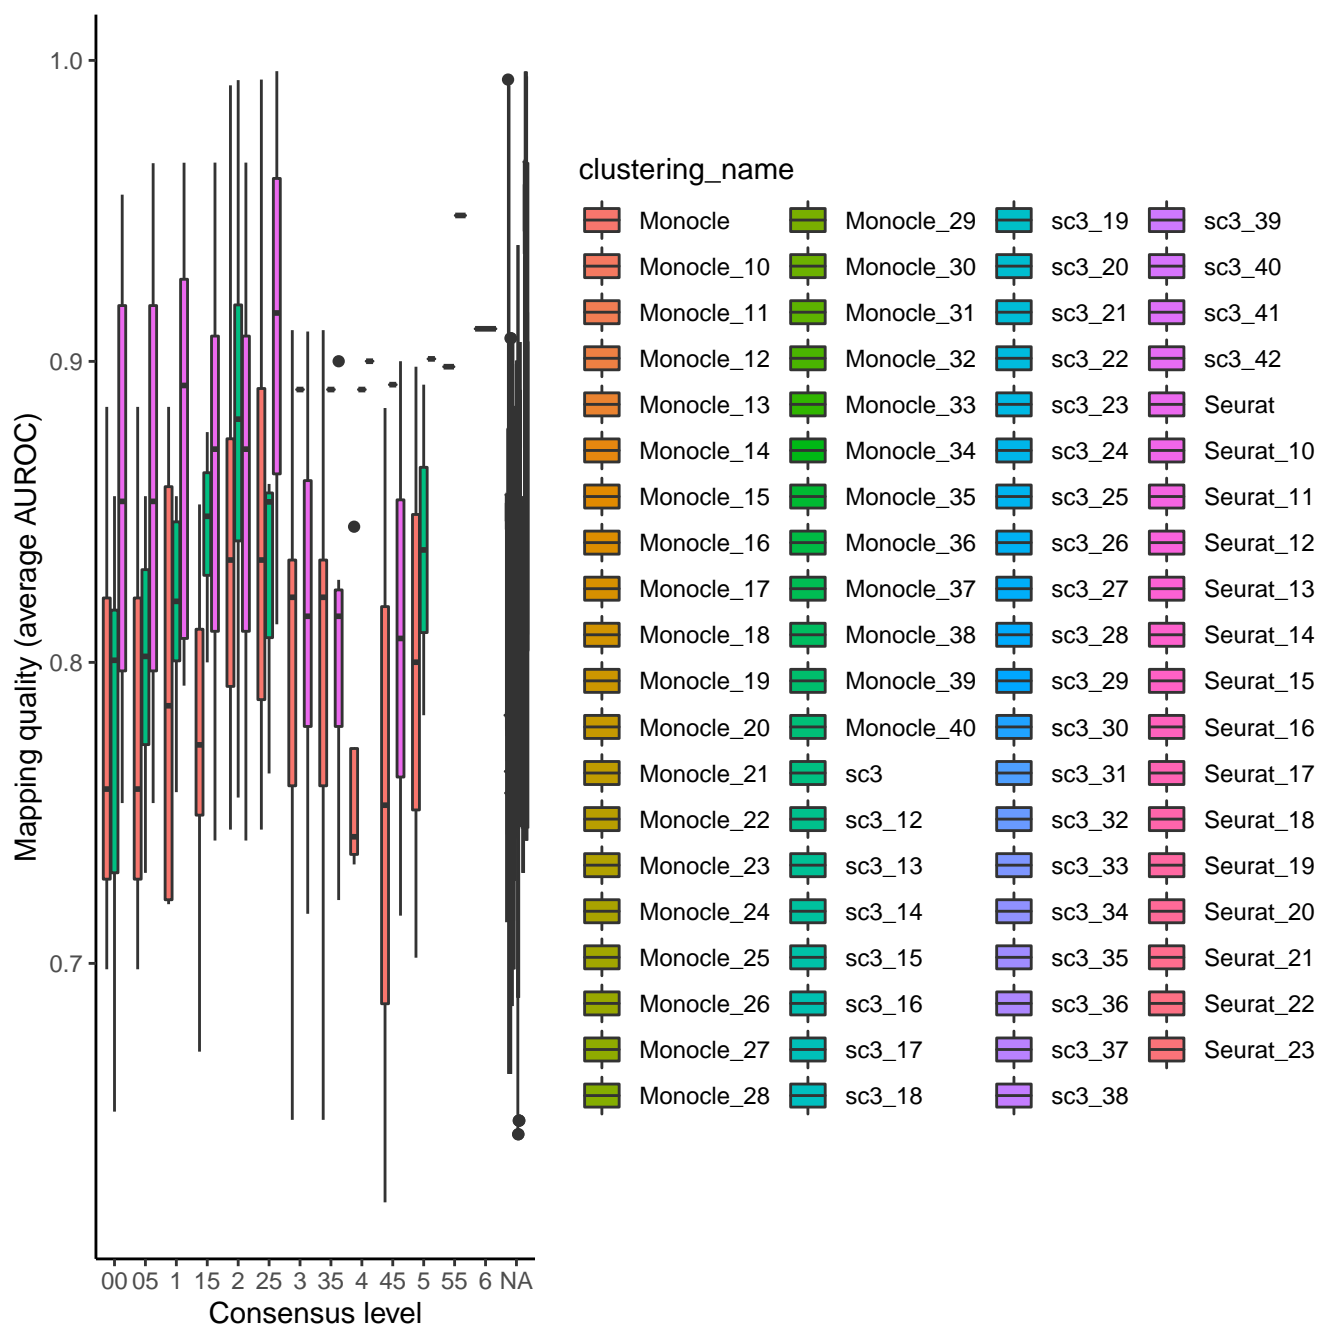 1.0
0.9
0.8
0.7
Mapping quality (average AUROC)
00 05 1 15 2 25 3 35 4 45 5 55 6 NA
Consensus level
clustering_name
Monocle
Monocle_10
Monocle_11
Monocle_12
Monocle_13
Monocle_14
Monocle_15
Monocle_16
Monocle_17
Monocle_18
Monocle_19
Monocle_20
Monocle_21
Monocle_22
Monocle_23
Monocle_24
Monocle_25
Monocle_26
Monocle_27
Monocle_28
Monocle_29
Monocle_30
Monocle_31
Monocle_32
Monocle_33
Monocle_34
Monocle_35
Monocle_36
Monocle_37
Monocle_38
Monocle_39
Monocle_40
sc3
sc3_12
sc3_13
sc3_14
sc3_15
sc3_16
sc3_17
sc3_18
sc3_19
sc3_20
sc3_21
sc3_22
sc3_23
sc3_24
sc3_25
sc3_26
sc3_27
sc3_28
sc3_29
sc3_30
sc3_31
sc3_32
sc3_33
sc3_34
sc3_35
sc3_36
sc3_37
sc3_38
sc3_39
sc3_40
sc3_41
sc3_42
Seurat
Seurat_10
Seurat_11
Seurat_12
Seurat_13
Seurat_14
Seurat_15
Seurat_16
Seurat_17
Seurat_18
Seurat_19
Seurat_20
Seurat_21
Seurat_22
Seurat_23